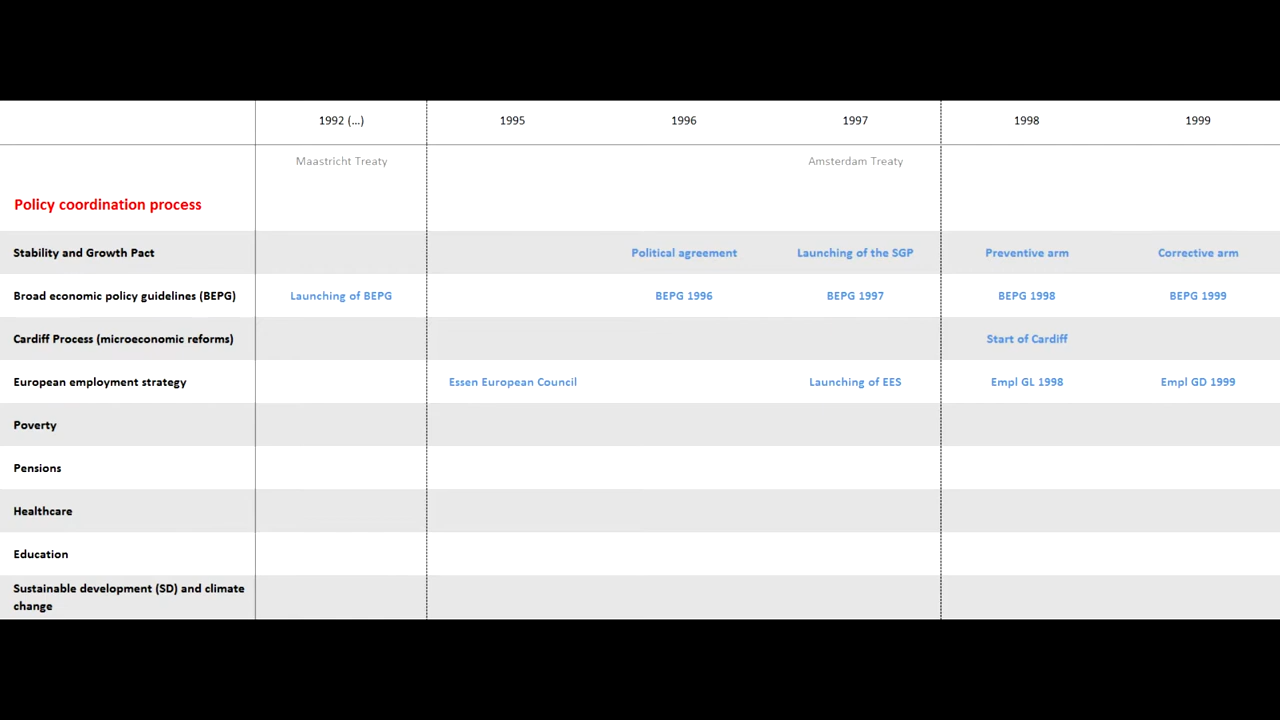 1992 (...) 1995 1996 1997 1998 1999
Maastricht Treaty Amsterdam Treaty
Policy coordination process
Stability and Growth Pact Political agreement Launching of the SGP Preventive arm Corrective arm
Broad economic policy guidelines (BEPG) Launching of BEPG BEPG 1996 BEPG 1997 BEPG 1998 BEPG 1999
Cardiff Process (microeconomic reforms) Start of Cardiff
European employment strategy Essen European Council Launching of EES Empl GL 1998 Empl GD 1999
Poverty
Pensions
Healthcare
Education
Sustainable development (SD) and climate
change